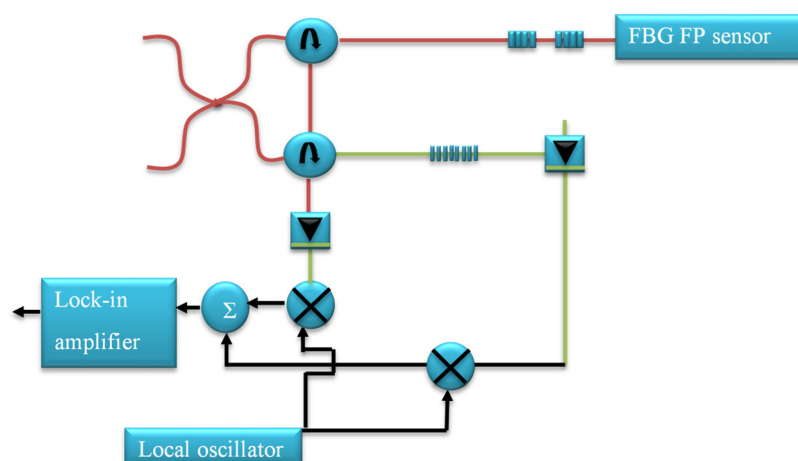 FBG FP sensor
Lock-in
amplifier
Σ
Local oscillator